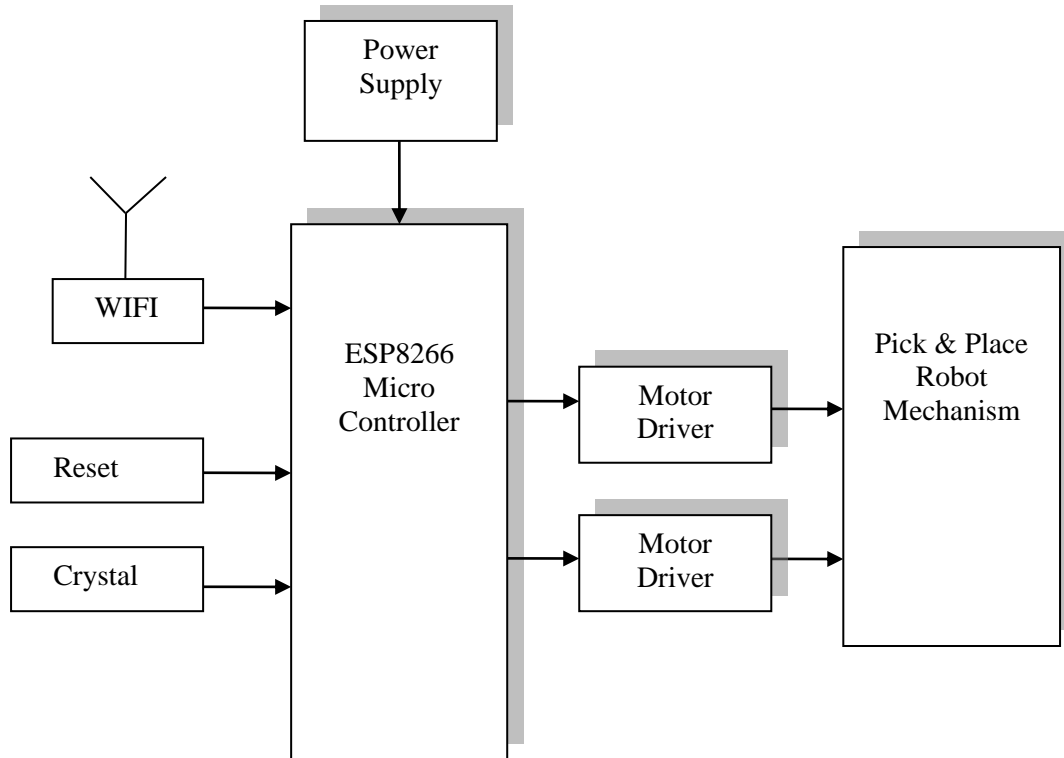 Power
Supply
WIFI
ESP8266
Micro
Controller
Pick & Place
Robot
Mechanism
Motor
Driver
Reset
Motor
Driver
Crystal